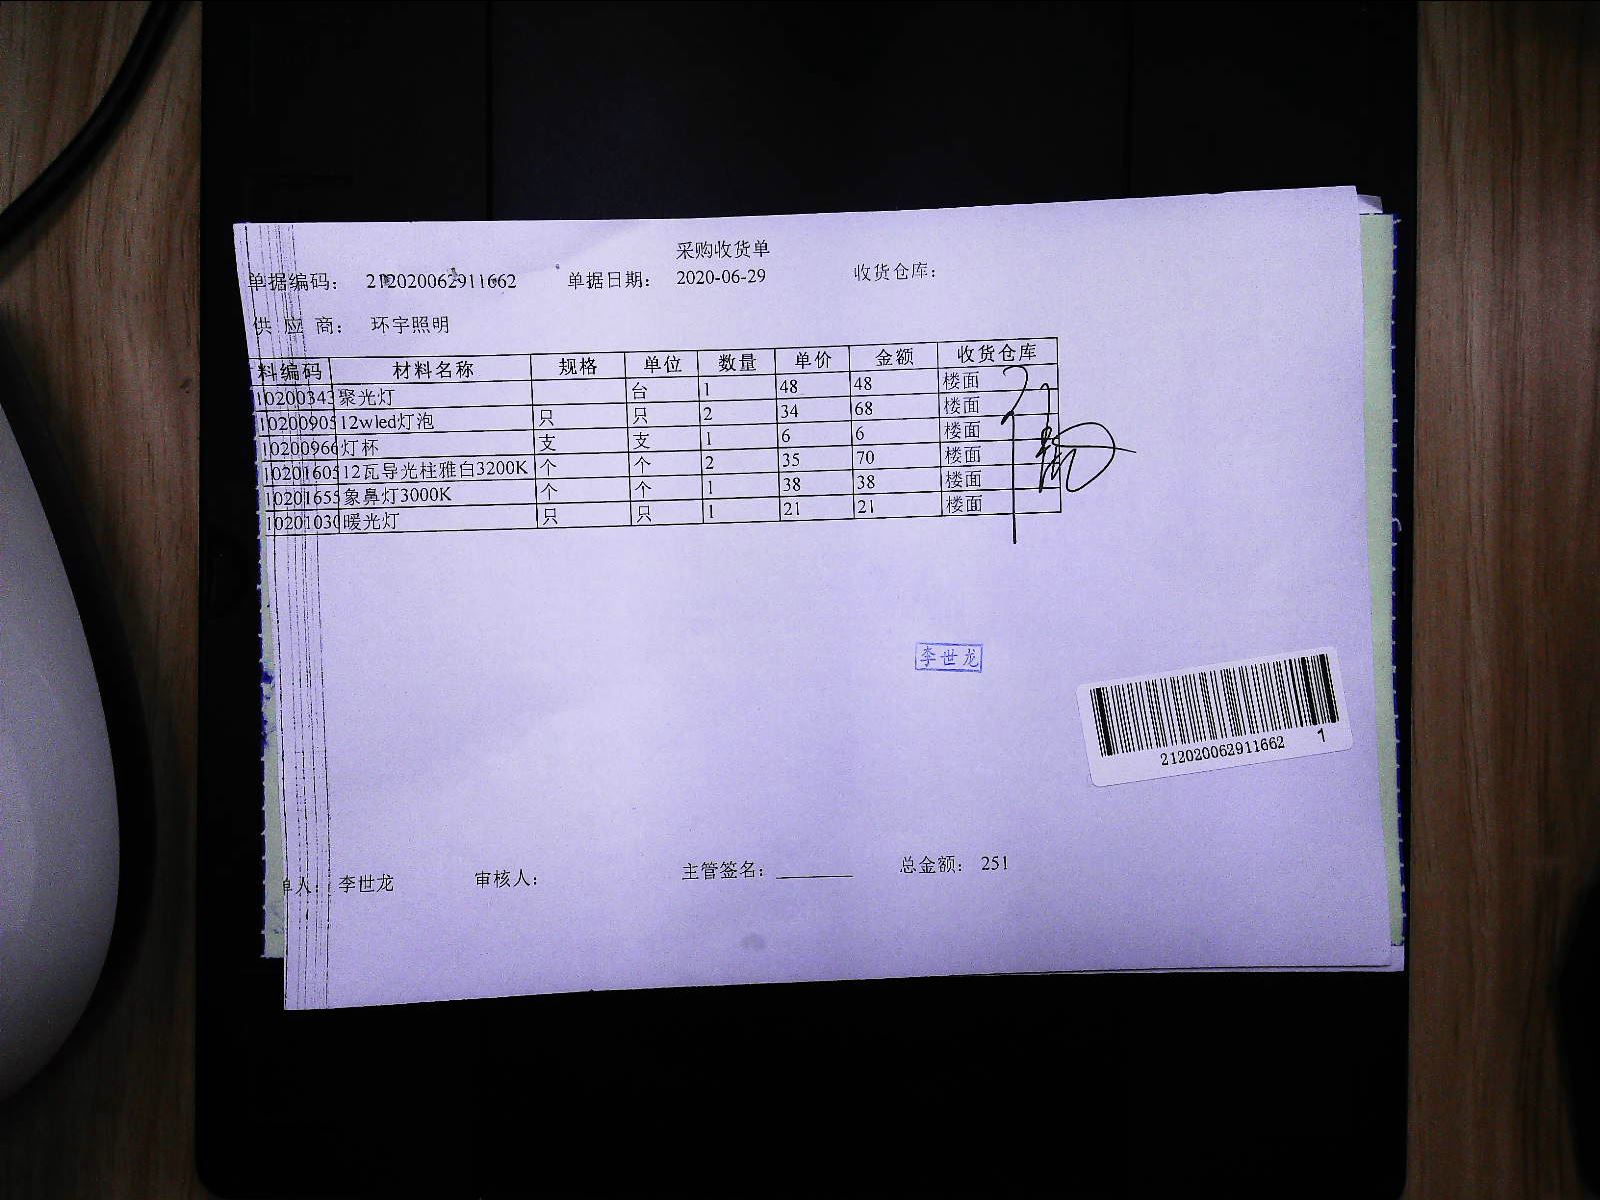 采购收货单
单据编码： 212020062911662 单据日期： 2020-06-29 收货仓库：
供 应 商： 环宇照明
料编码 材料名称 规格 单位 数量 单价 金额 收货仓库
1020034 聚光灯 台 1 48 48 楼面
1020090 12wled灯泡 只 只 2 34 68 楼面
1020096 灯杯 支 支 1 6 6 楼面
1020160 12瓦导光柱雅白3200K 个 个 2 35 70 楼面
1020165 象鼻灯3000K 个 个 1 38 38 楼面
1020103 暖光灯 只 只 1 21 21 楼面
李世龙
212020062911662 1
单人： 李世龙 审核人： 主管签名： 总金额： 251